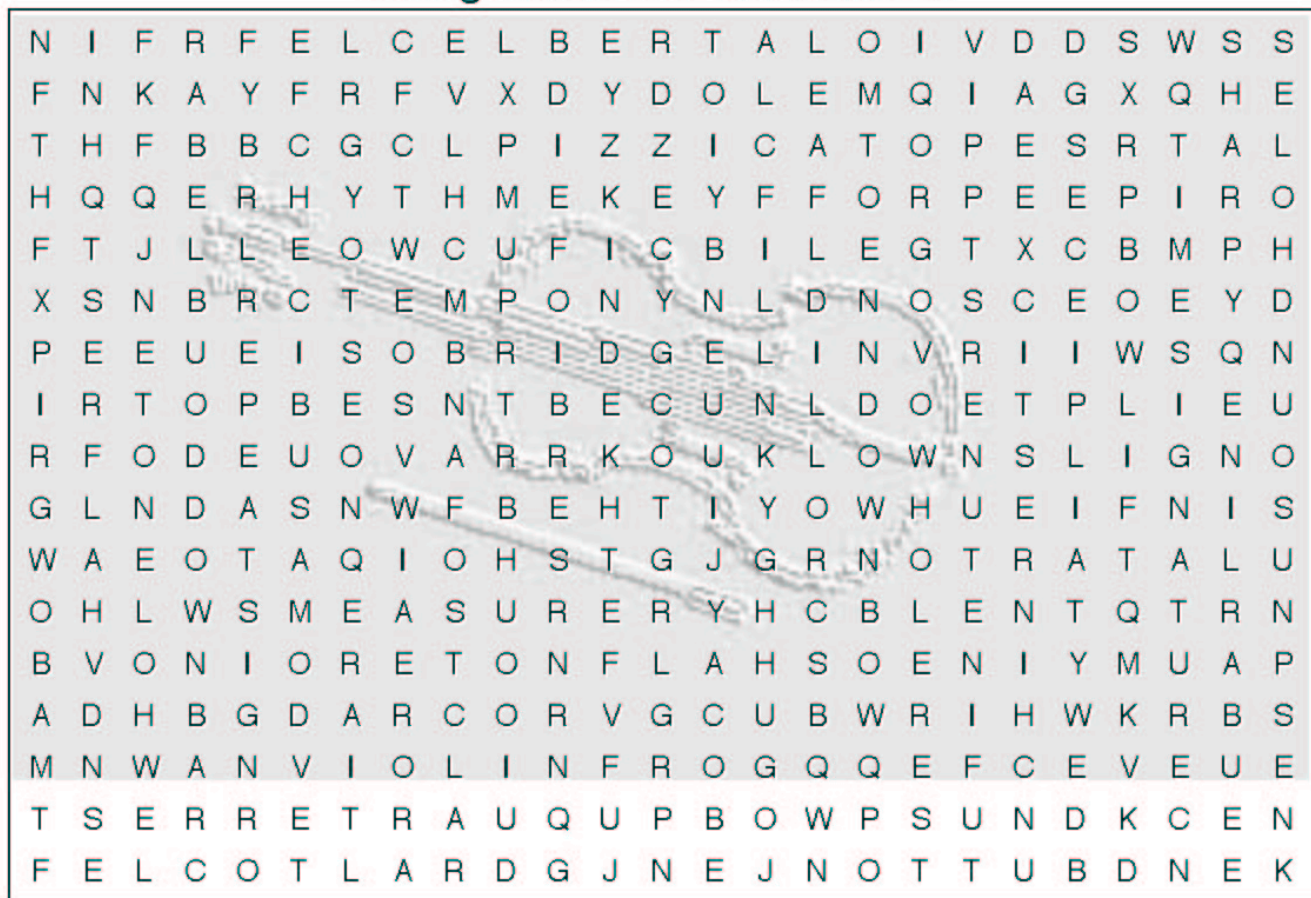 N I F R F E L C E L B E R T A L O I V D D S W S S
F N K A Y F R F V X D Y D O L E M Q I A G X Q H E
T H F B B C G C L P I Z Z I C A T O P E S R T A L
H Q Q E R H Y T H M E K E Y F F O R P E E P I R O
F T J L L E O W C U F I C B I L E G T X C B M P H
X S N B R C T E M P O N Y N L D N O S C E O E Y D
P E E U E I S O B R I D G E L I N V R I I W S Q N
I R T O P B E S N T B E C U N L D O E T P L I E U
R F O D E U O V A R R K O U K L O W N S L I G N O
G L N D A S N W F B E H T I Y O W H U E I F N I S
W A E O T A Q I O H S T G J G R N O T R A T A L U
O H L W S M E A S U R E R Y H C B L E N T Q T R N
B V O N I O R E T O N F L A H S O E N I Y M U A P
A D H B G D A R C O R V G C U B W R I H W K R B S
M N W A N V I O L I N F R O G Q Q E F C E V E U E
T S E R R E T R A U Q U P B O W P S U N D K C E N
F E L C O T L A R D G J N E J N O T T U B D N E K